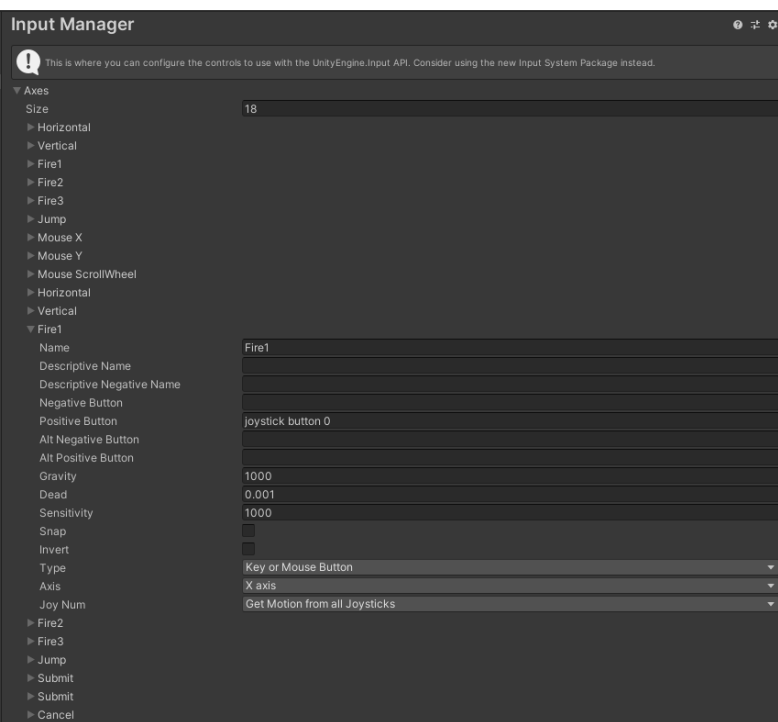 Input Manager
This is where you can configure the controls to use with the UnityEngine.Input API. Consider using the new Input System Package instead.
Axes
Size 18
Horizontal
Vertical
Fire1
Fire2
Fire3
Jump
Mouse X
Mouse Y
Mouse ScrollWheel
Horizontal
Vertical
Fire1
Name Fire1
Descriptive Name
Descriptive Negative Name
Negative Button
Positive Button joystick button 0
Alt Negative Button
Alt Positive Button
Gravity 1000
Dead 0.001
Sensitivity 1000
Snap
Invert
Type Key or Mouse Button
Axis X axis
Joy Num Get Motion from all Joysticks
Fire2
Fire3
Jump
Submit
Submit
Cancel